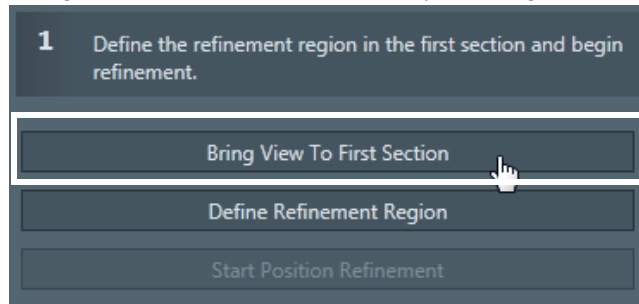 1
Define the refinement region in the first section and begin
refinement.
Bring View To First Section
Define Refinement Region
Start Position Refinement